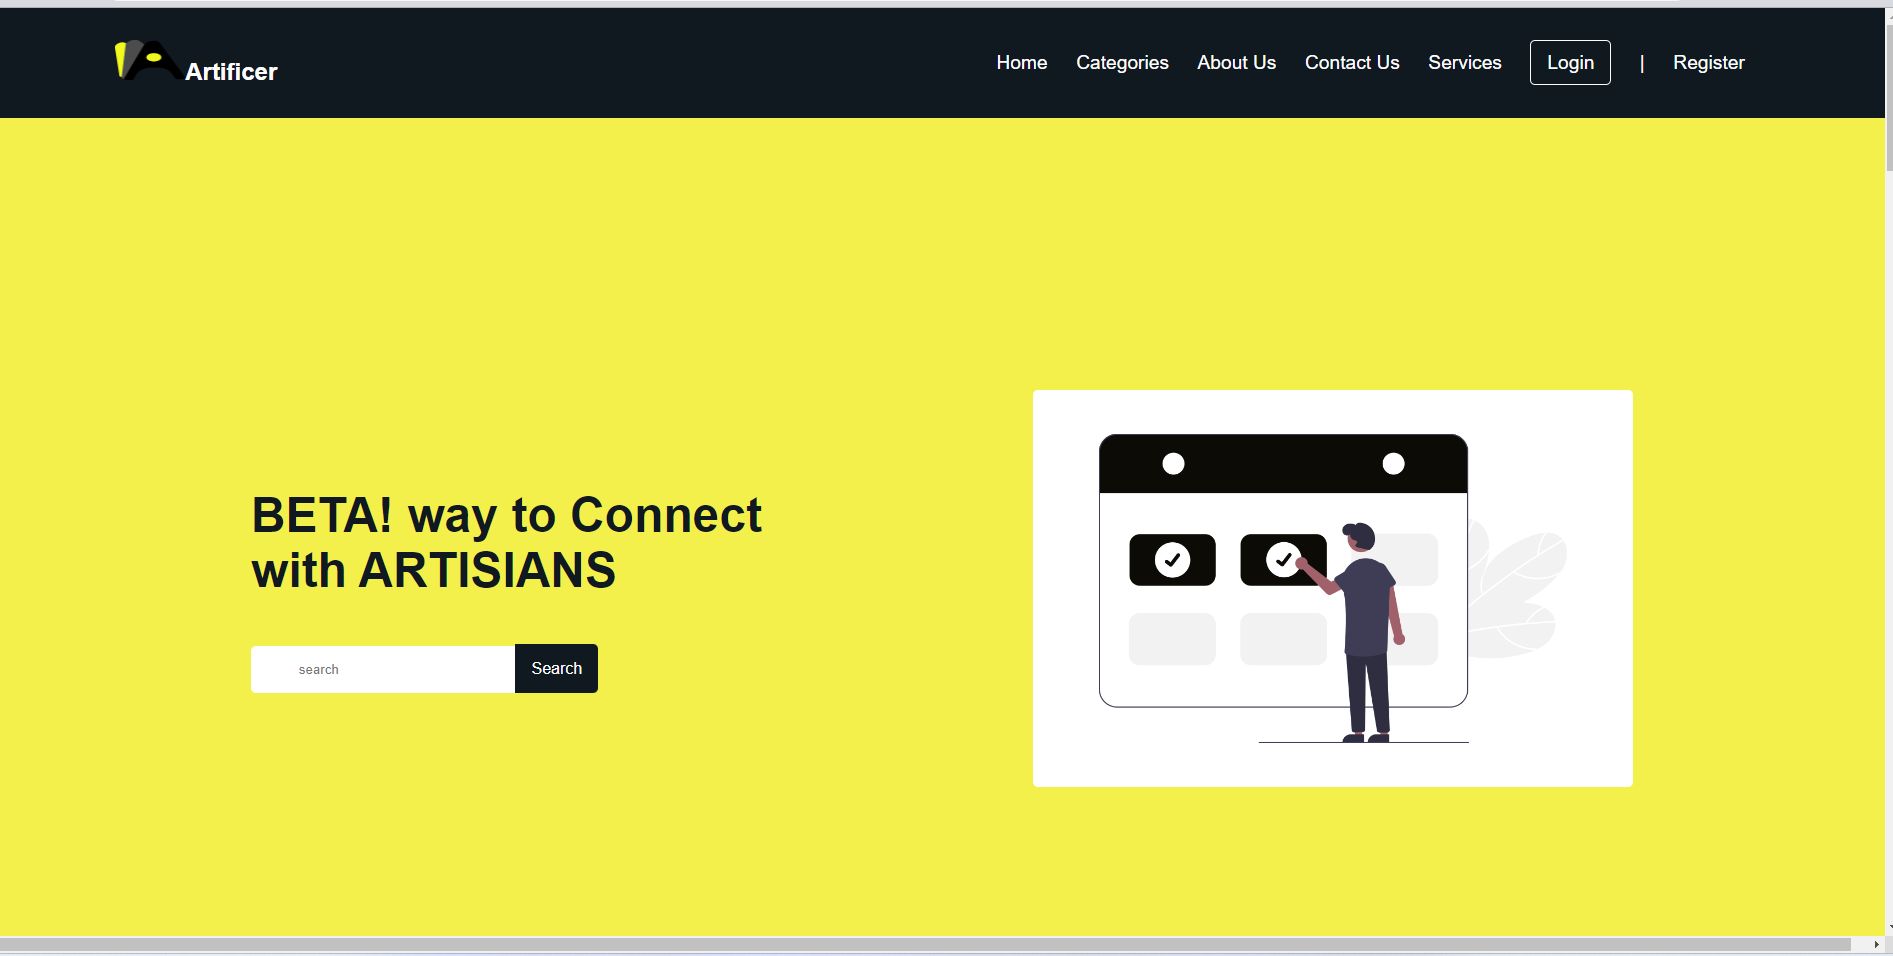 Artificer
Home Categories About Us Contact Us Services Login | Register
BETA! way to Connect
with ARTISIANS
search Search